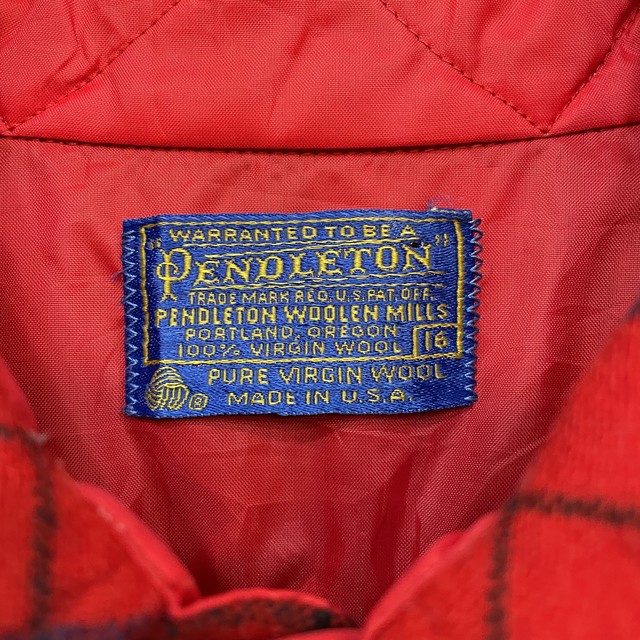 WARRANTED TO BE A
"PENDLETON"
TRADE MARK REG. U.S. PAT. OFF.
PENDLETON WOOLEN MILLS
PORTLAND, OREGON
100% VIRGIN WOOL 16
® PURE VIRGIN WOOL
MADE IN U.S.A.